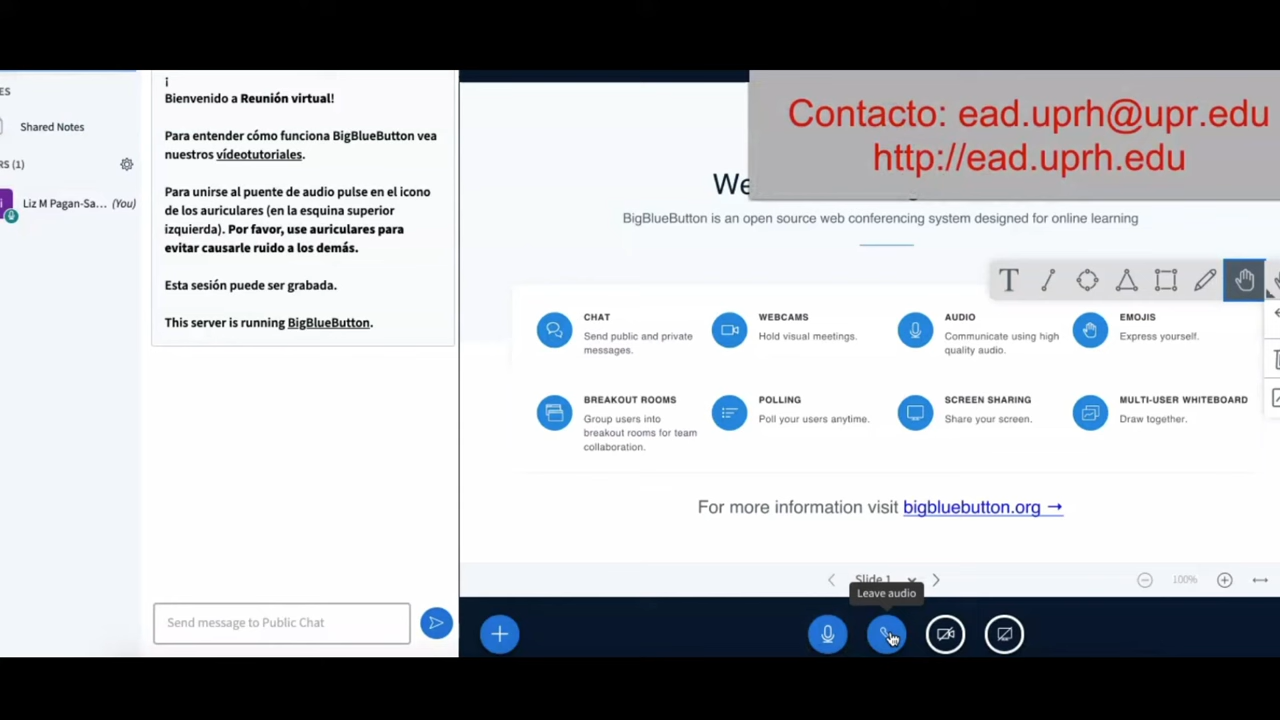 ES
Shared Notes
RS (1)
Liz M Pagan-Sa... (You)
¡
Bienvenido a Reunión virtual!
Para entender cómo funciona BigBlueButton vea
nuestros vídeotutoriales.
Para unirse al puente de audio pulse en el icono
de los auriculares (en la esquina superior
izquierda). Por favor, use auriculares para
evitar causarle ruido a los demás.
Esta sesión puede ser grabada.
This server is running BigBlueButton.
Send message to Public Chat
Contacto: ead.uprh@upr.edu
http://ead.uprh.edu
We
BigBlueButton is an open source web conferencing system designed for online learning
T
CHAT
Send public and private
messages.
WEBCAMS
Hold visual meetings.
AUDIO
Communicate using high
quality audio.
EMOJIS
Express yourself.
BREAKOUT ROOMS
Group users into
breakout rooms for team
collaboration.
POLLING
Poll your users anytime.
SCREEN SHARING
Share your screen.
MULTI-USER WHITEBOARD
Draw together.
For more information visit bigbluebutton.org →
Slide 1
100%
Leave audio